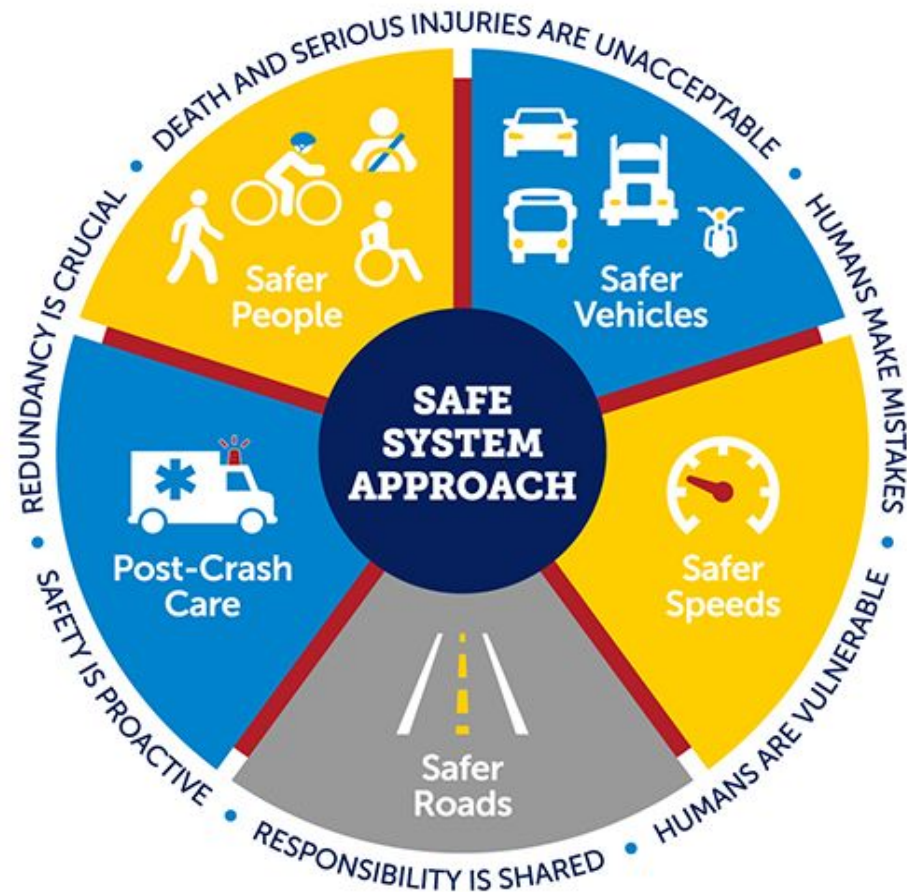 DEATH AND SERIOUS INJURIES ARE UNACCEPTABLE
HUMANS MAKE MISTAKES
HUMANS ARE VULNERABLE
RESPONSIBILITY IS SHARED
SAFETY IS PROACTIVE
REDUNDANCY IS CRUCIAL
Safer
People
Safer
Vehicles
SAFE
SYSTEM
APPROACH
Post-Crash
Care
Safer
Speeds
Safer
Roads